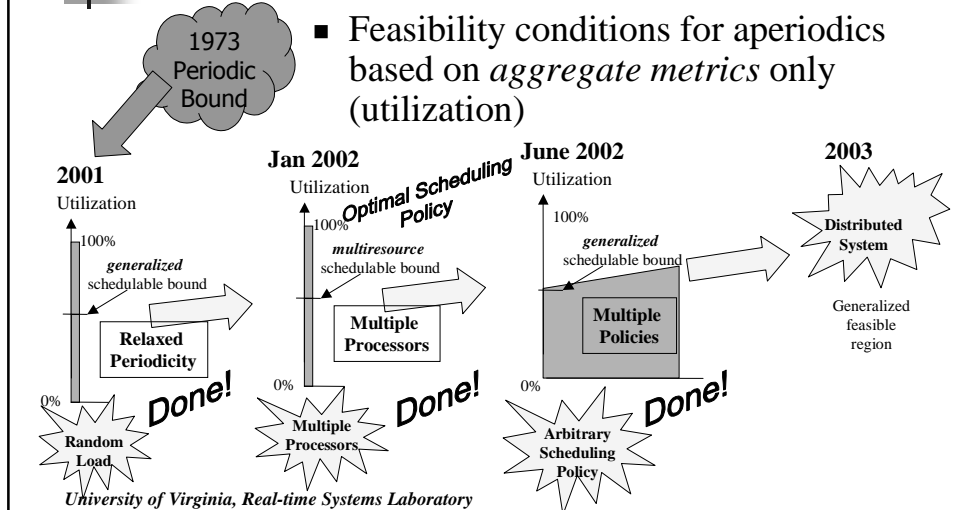 1973
Periodic
Bound
■ Feasibility conditions for aperiodics
based on aggregate metrics only
(utilization)
2001
Utilization
100%
generalized
schedulable bound
Relaxed
Periodicity
0%
Random
Load
Done!
Jan 2002
Utilization
Optimal Scheduling
Policy
100%
multiresource
schedulable bound
Multiple
Processors
0%
Multiple
Processors
Done!
June 2002
Utilization
100%
generalized
schedulable bound
Multiple
Policies
0%
Arbitrary
Scheduling
Policy
Done!
2003
Distributed
System
Generalized
feasible
region
University of Virginia, Real-time Systems Laboratory